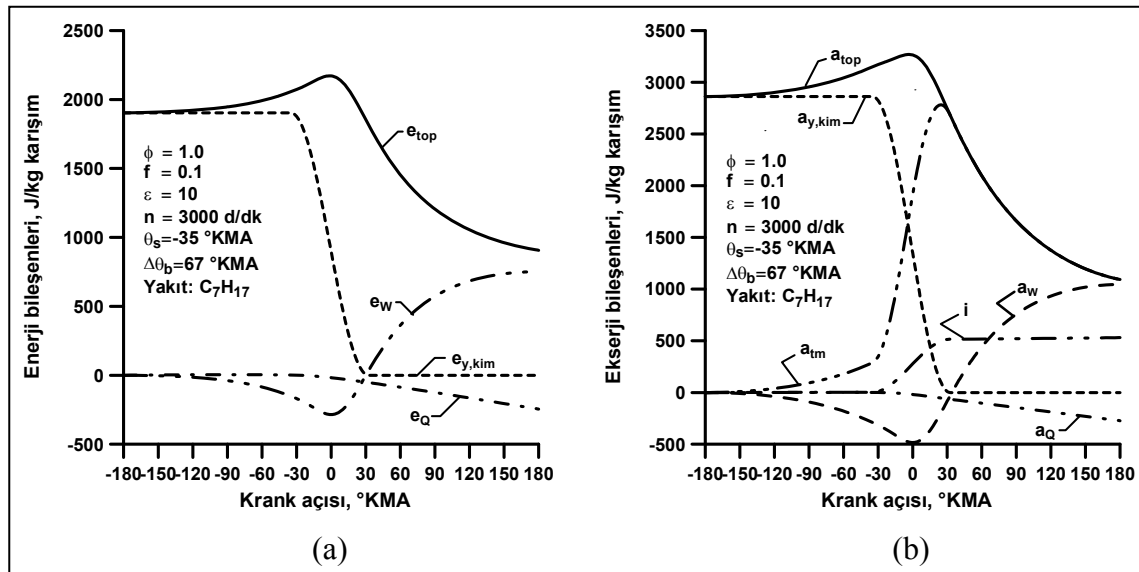 2500
2000
1500
1000
500
0
-500
Enerji bileşenleri, J/kg karışım
e_top
ϕ = 1.0
f = 0.1
ε = 10
n = 3000 d/dk
θs=-35 °KMA
Δθb=67 °KMA
Yakıt: C7H17
e_W
e_y,kim
e_Q
-180 -150 -120 -90 -60 -30 0 30 60 90 120 150 180
Krank açısı, °KMA
(a)
3500
3000
2500
2000
1500
1000
500
0
-500
Ekserji bileşenleri, J/kg karışım
a_top
a_y,kim
ϕ = 1.0
f = 0.1
ε = 10
n = 3000 d/dk
θs=-35 °KMA
Δθb=67 °KMA
Yakıt: C7H17
a_W
i
a_tm
a_Q
-180 -150 -120 -90 -60 -30 0 30 60 90 120 150 180
Krank açısı, °KMA
(b)